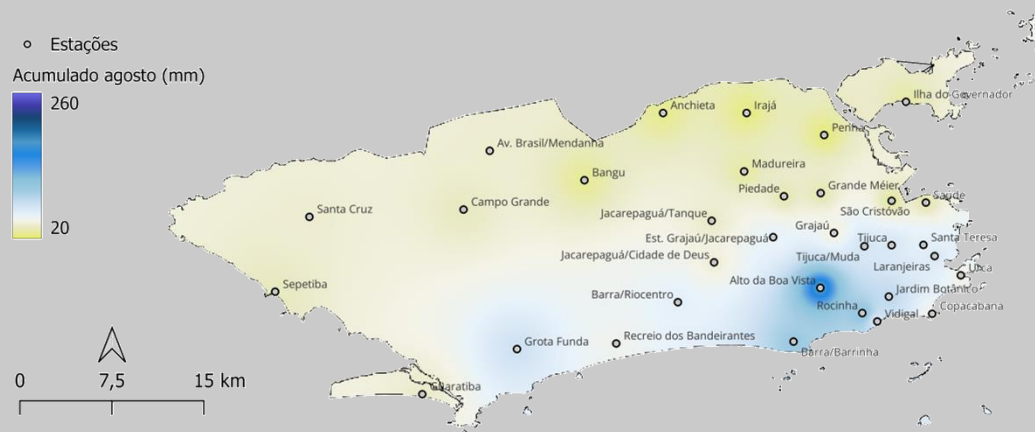 Estações
Acumulado agosto (mm)
260
20
Anchieta
Irajá
Ilha do Governador
Penha
Av. Brasil/Mendanha
Bangu
Madureira
Piedade
Grande Méier
Saúde
Campo Grande
Santa Cruz
Jacarepaguá/Tanque
São Cristóvão
Grajaú
Est. Grajaú/Jacarepaguá
Tijuca
Santa Teresa
Jacarepaguá/Cidade de Deus
Tijuca/Muda
Laranjeiras
Urca
Sepetiba
Alto da Boa Vista
Jardim Botânico
Barra/Riocentro
Rocinha
Vidigal
Copacabana
Grota Funda
Recreio dos Bandeirantes
Barra/Barrinha
Guaratiba
0 7,5 15 km